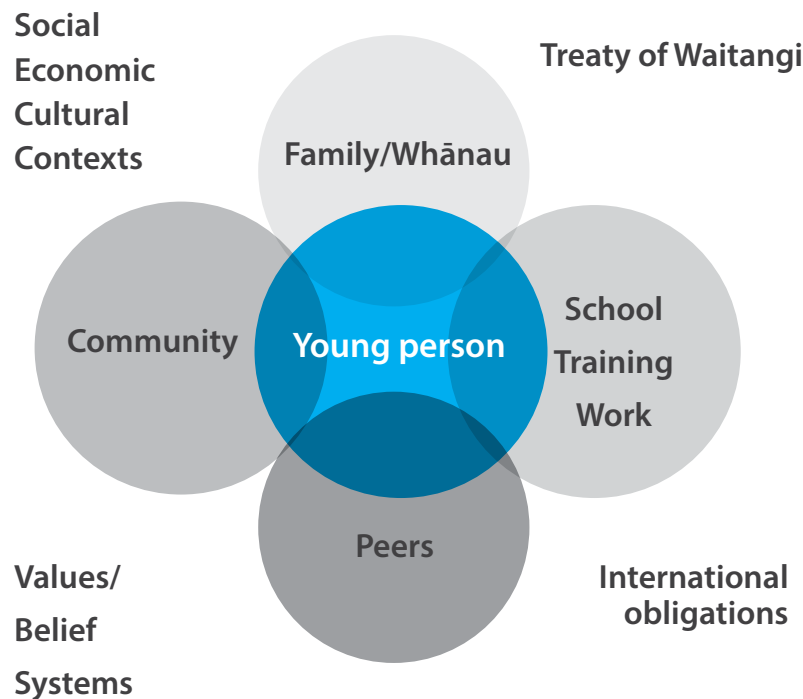 Social
Economic
Cultural
Contexts
Treaty of Waitangi
Family/Whānau
Community
Young person
School
Training
Work
Peers
Values/
Belief
Systems
International
obligations